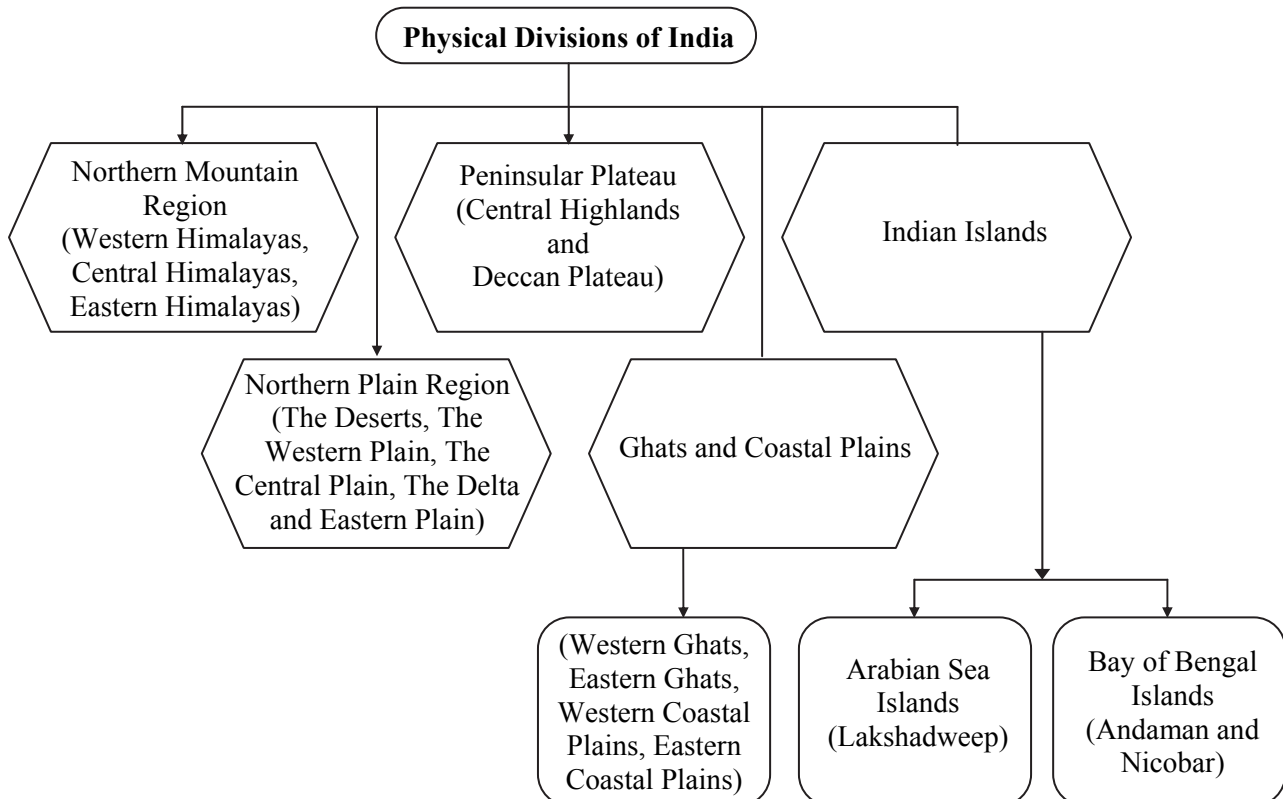 Physical Divisions of India
Northern Mountain
Region
(Western Himalayas,
Central Himalayas,
Eastern Himalayas)
Peninsular Plateau
(Central Highlands
and
Deccan Plateau)
Indian Islands
Northern Plain Region
(The Deserts, The
Western Plain, The
Central Plain, The Delta
and Eastern Plain)
Ghats and Coastal Plains
(Western Ghats,
Eastern Ghats,
Western Coastal
Plains, Eastern
Coastal Plains)
Arabian Sea
Islands
(Lakshadweep)
Bay of Bengal
Islands
(Andaman and
Nicobar)